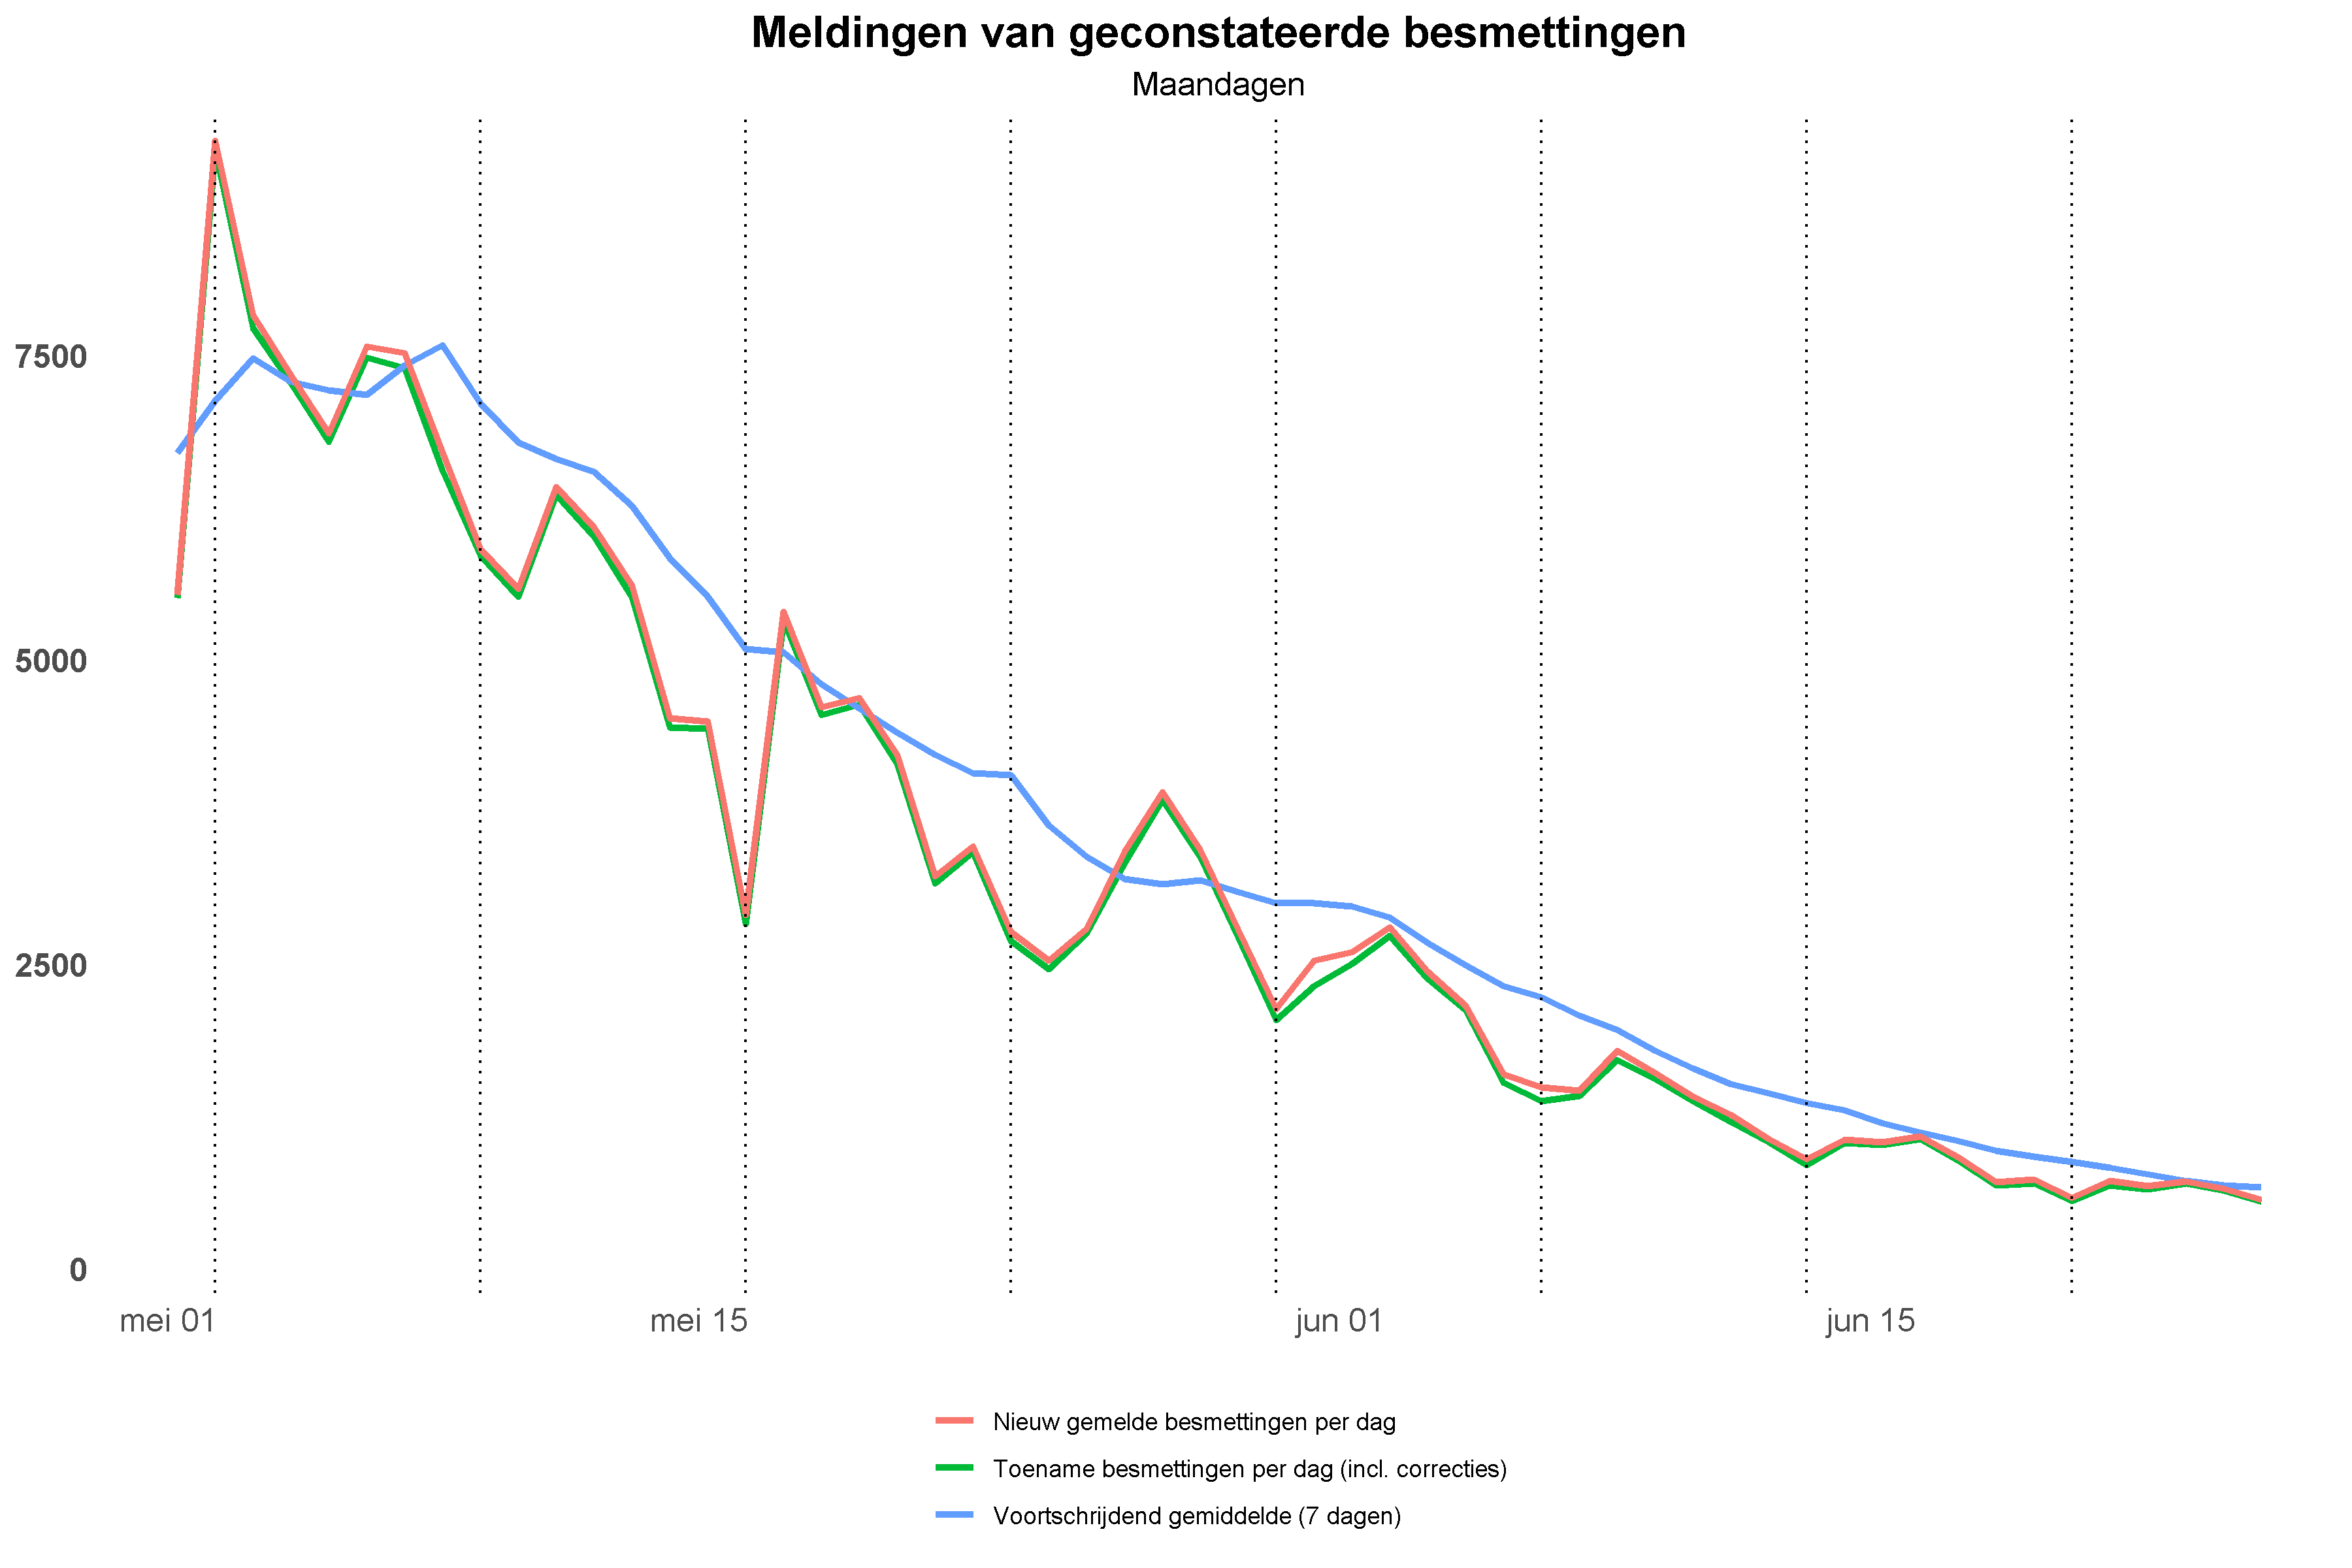 Meldingen van geconstateerde besmettingen
Maandagen
7500
5000
2500
0
mei 01
mei 15
jun 01
jun 15
Nieuw gemelde besmettingen per dag
Toename besmettingen per dag (incl. correcties)
Voortschrijdend gemiddelde (7 dagen)